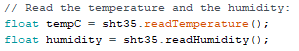 // Read the temperature and the humidity:
float tempC = sht35.readTemperature();
float humidity = sht35.readHumidity();